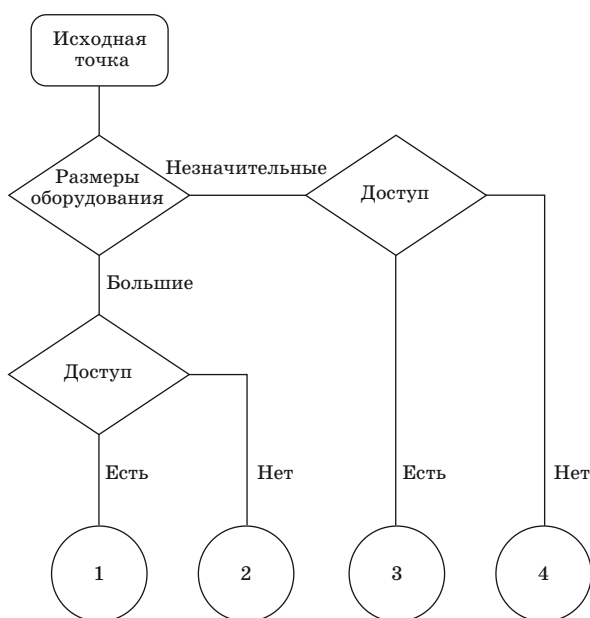 Исходная
точка
Размеры
оборудования
Незначительные
Доступ
Большие
Доступ
Есть
Нет
Есть
Нет
1
2
3
4